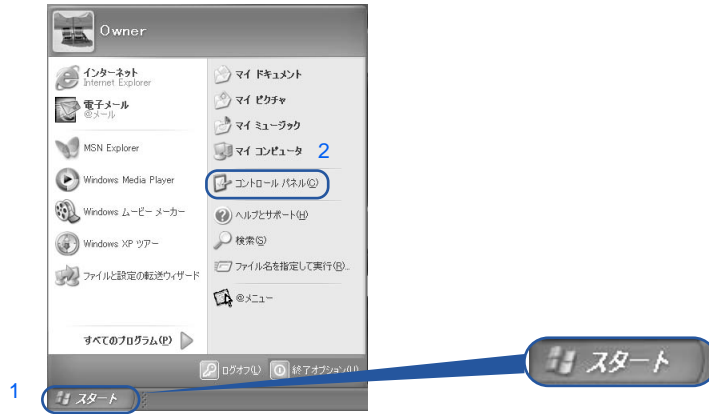 Owner
インターネット
Internet Explorer
電子メール
@メール
MSN Explorer
Windows Media Player
Windows ムービー メーカー
Windows XP ツアー
ファイルと設定の転送ウィザード
すべてのプログラム(P)
マイ ドキュメント
マイ ピクチャ
マイ ミュージック
マイ コンピュータ
2
コントロール パネル(C)
ヘルプとサポート(H)
検索(S)
ファイル名を指定して実行(R)...
@メニュー
ログオフ(L)
終了オプション(U)
1
スタート
スタート